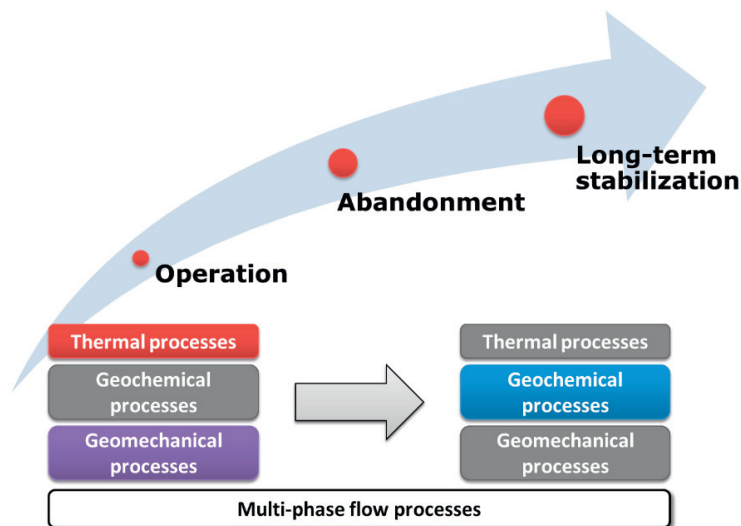 Long-term
stabilization
Abandonment
Operation
Thermal processes
Geochemical
processes
Geomechanical
processes
Thermal processes
Geochemical
processes
Geomechanical
processes
Multi-phase flow processes